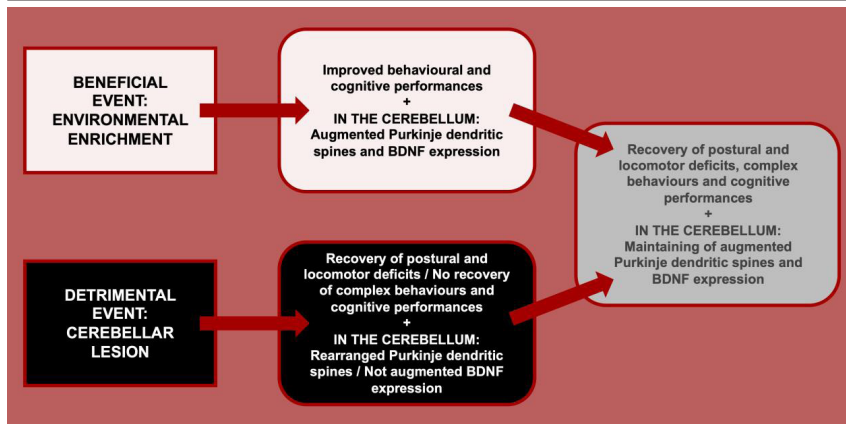 BENEFICIAL
EVENT:
ENVIRONMENTAL
ENRICHMENT
Improved behavioural and
cognitive performances
+
IN THE CEREBELLUM:
Augmented Purkinje dendritic
spines and BDNF expression
DETRIMENTAL
EVENT:
CEREBELLAR
LESION
Recovery of postural and
locomotor deficits / No recovery
of complex behaviours and
cognitive performances
+
IN THE CEREBELLUM:
Rearranged Purkinje dendritic
spines / Not augmented BDNF
expression
Recovery of postural and
locomotor deficits, complex
behaviours and cognitive
performances
+
IN THE CEREBELLUM:
Maintaining of augmented
Purkinje dendritic spines and
BDNF expression